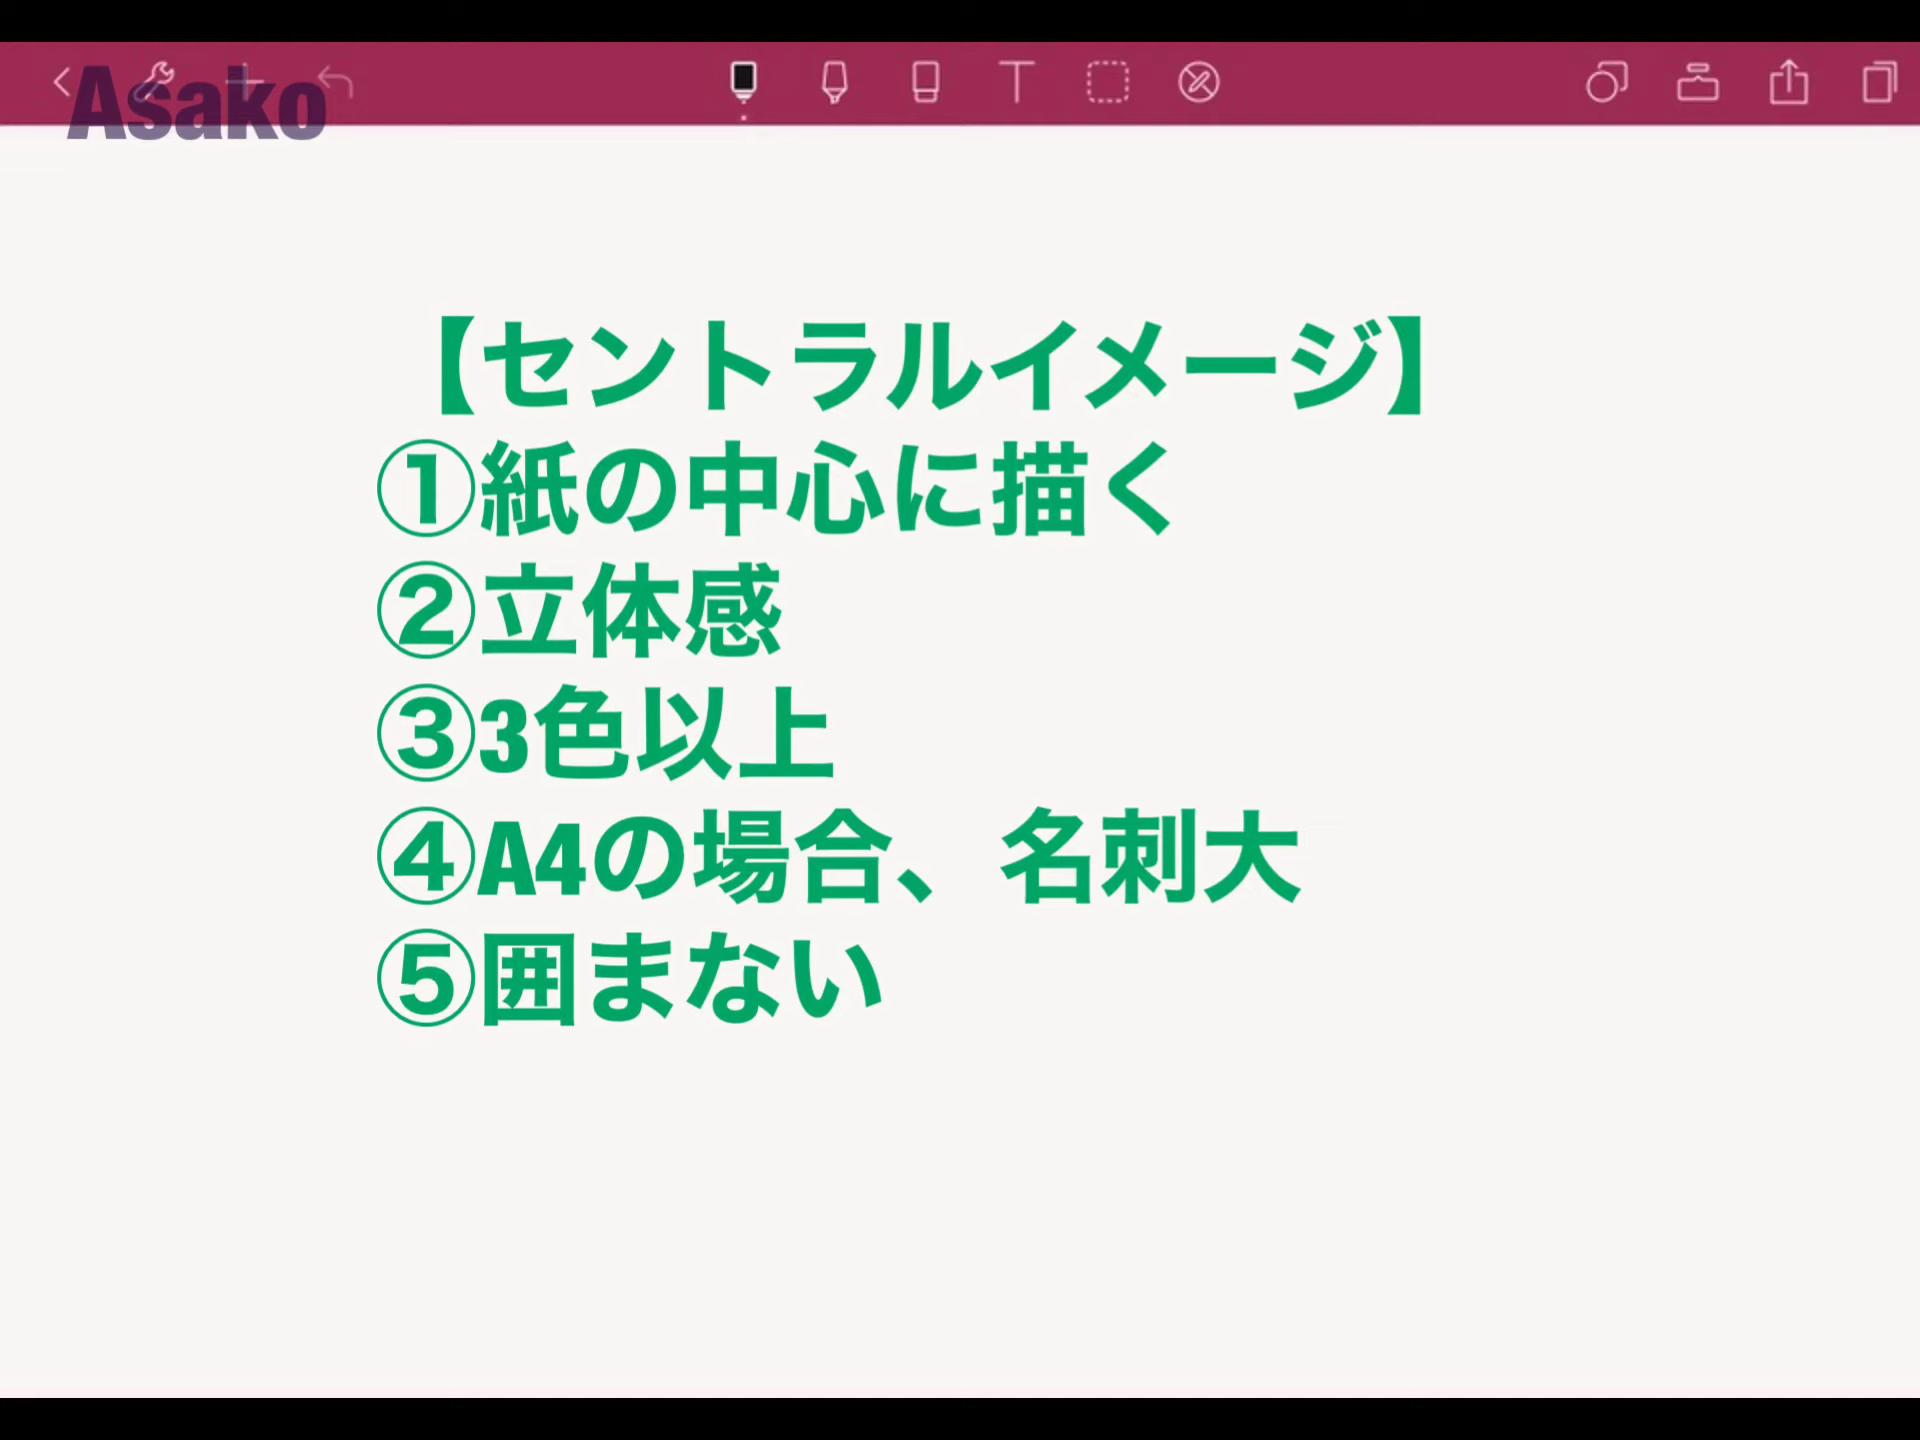 Asako
【セントラルイメージ】
①紙の中心に描く
②立体感
③3色以上
④A4の場合、名刺大
⑤囲まない